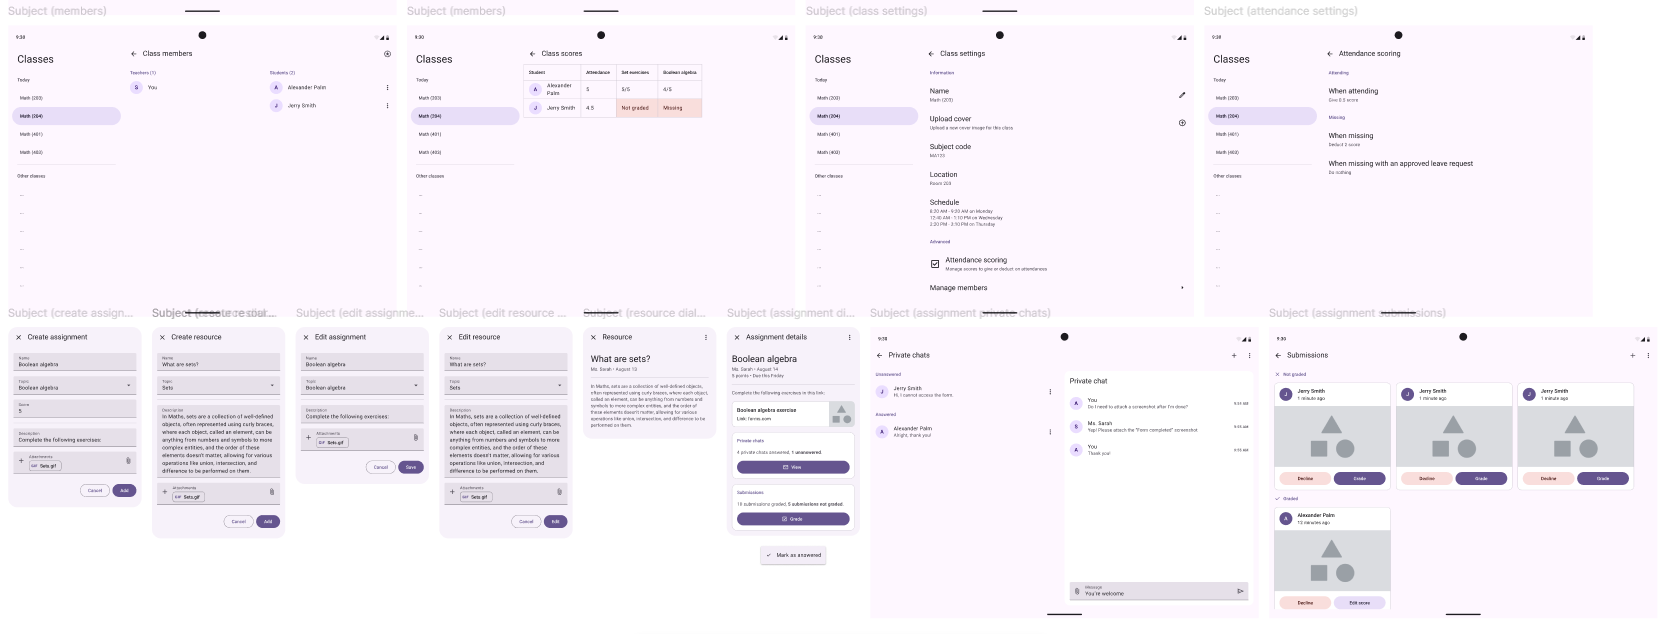 Subject (members)
Subject (members)
Subject (class settings)
Subject (attendance settings)
9:30
Classes
Today
Math (203)
Math (204)
Math (401)
Math (403)
Other classes
...
...
...
...
...
...
Class members
Teachers (1)
S
You
Students (2)
A
Alexander Palm
J
Jerry Smith
9:30
Classes
Today
Math (203)
Math (204)
Math (401)
Math (403)
Other classes
...
...
...
...
...
...
Class scores
Student Attendance Set exercises Boolean algebra
A Alexander Palm 5 5/5 4/5
J Jerry Smith 4.5 Not graded Missing
9:30
Classes
Today
Math (203)
Math (204)
Math (401)
Math (403)
Other classes
...
...
...
...
...
...
Class settings
Information
Name
Math (203)
Upload cover
Upload a new cover image for this class
Subject code
MA123
Location
Room 203
Schedule
8:30 AM - 9:30 AM on Monday
12:40 AM - 1:10 PM on Wednesday
2:20 PM - 3:10 PM on Thursday
Advanced
Attendance scoring
Manage scores to give or deduct on attendances
Manage members
9:30
Classes
Today
Math (203)
Math (204)
Math (401)
Math (403)
Other classes
...
...
...
...
...
...
Attendance scoring
Attending
When attending
Give 0.5 score
Missing
When missing
Deduct 2 score
When missing with an approved leave request
Do nothing
Subject (create assign...
Create assignment
Name
Boolean algebra
Topic
Boolean algebra
Score
5
Description
Complete the following exercises:
Attachments
GIF Sets.gif
Cancel
Add
Create resource
Name
What are sets?
Topic
Sets
Description
In Maths, sets are a collection of well-defined
objects, often represented using curly braces,
where each object, called an element, can be
anything from numbers and symbols to more
complex entities, and the order of these
elements doesn't matter, allowing for various
operations like union, intersection, and
difference to be performed on them.
Attachments
GIF Sets.gif
Cancel
Add
Subject (edit assignme...
Edit assignment
Name
Boolean algebra
Topic
Boolean algebra
Description
Complete the following exercises:
Attachments
GIF Sets.gif
Cancel
Save
Subject (edit resource ...
Edit resource
Name
What are sets?
Topic
Sets
Description
In Maths, sets are a collection of well-defined
objects, often represented using curly braces,
where each object, called an element, can be
anything from numbers and symbols to more
complex entities, and the order of these
elements doesn't matter, allowing for various
operations like union, intersection, and
difference to be performed on them.
Attachments
GIF Sets.gif
Cancel
Edit
Subject (resource dial...
Resource
What are sets?
Ms. Sarah • August 13
In Maths, sets are a collection of well-defined objects,
often represented using curly braces, where each object,
called an element, can be anything from numbers and
symbols to more complex entities, and the order of
these elements doesn't matter, allowing for various
operations like union, intersection, and difference to be
performed on them.
Subject (assignment di...
Assignment details
Boolean algebra
Ms. Sarah • August 14
5 points • Due this Friday
Complete the following exercises in this link:
Boolean algebra exercise
Link: forms.com
Private chats
4 private chats answered, 1 unanswered.
View
Submissions
10 submissions graded, 5 submissions not graded.
Grade
Mark as answered
Subject (assignment private chats)
9:30
Private chats
Unanswered
J
Jerry Smith
Hi, I cannot access the form.
Answered
A
Alexander Palm
Alright, thank you!
Private chat
A
You
Do I need to attach a screenshot after I'm done?
S
Ms. Sarah
Yep! Please attach the "Form completed" screenshot
A
You
Thank you!
Message
You're welcome
Subject (assignment submissions)
9:30
Submissions
Not graded
J
Jerry Smith
1 minute ago
Decline
Grade
J
Jerry Smith
1 minute ago
Decline
Grade
J
Jerry Smith
1 minute ago
Decline
Grade
Graded
A
Alexander Palm
12 minutes ago
Decline
Edit score